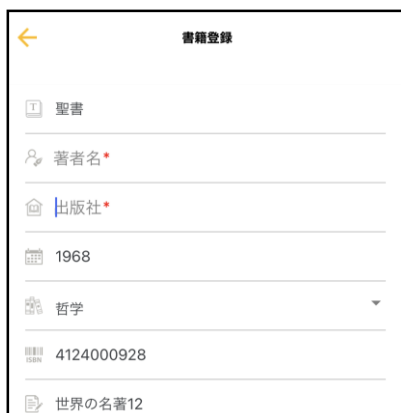 書籍登録
T
聖書
著者名*
出版社*
1968
哲学
ISBN
4124000928
世界の名著12